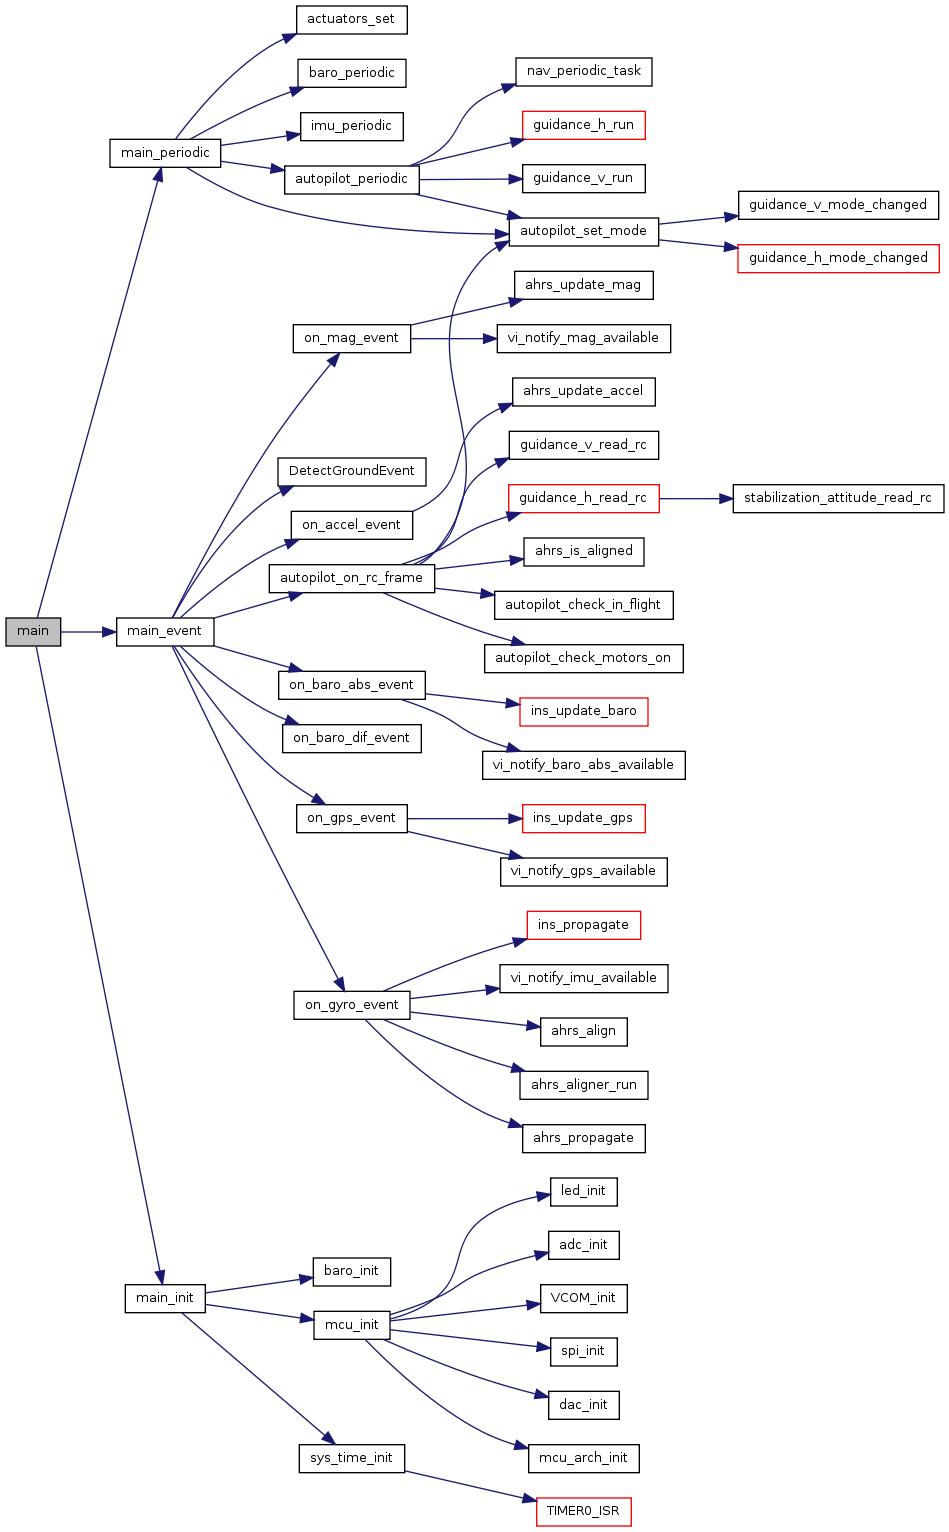 actuators_set
baro_periodic
nav_periodic_task
imu_periodic
guidance_h_run
main_periodic
autopilot_periodic
guidance_v_run
guidance_v_mode_changed
autopilot_set_mode
guidance_h_mode_changed
ahrs_update_mag
on_mag_event
vi_notify_mag_available
ahrs_update_accel
guidance_v_read_rc
DetectGroundEvent
guidance_h_read_rc
stabilization_attitude_read_rc
on_accel_event
ahrs_is_aligned
autopilot_on_rc_frame
autopilot_check_in_flight
main
main_event
autopilot_check_motors_on
on_baro_abs_event
ins_update_baro
on_baro_dif_event
vi_notify_baro_abs_available
on_gps_event
ins_update_gps
vi_notify_gps_available
ins_propagate
vi_notify_imu_available
on_gyro_event
ahrs_align
ahrs_aligner_run
ahrs_propagate
led_init
adc_init
baro_init
main_init
VCOM_init
mcu_init
spi_init
dac_init
sys_time_init
mcu_arch_init
TIMER0_ISR